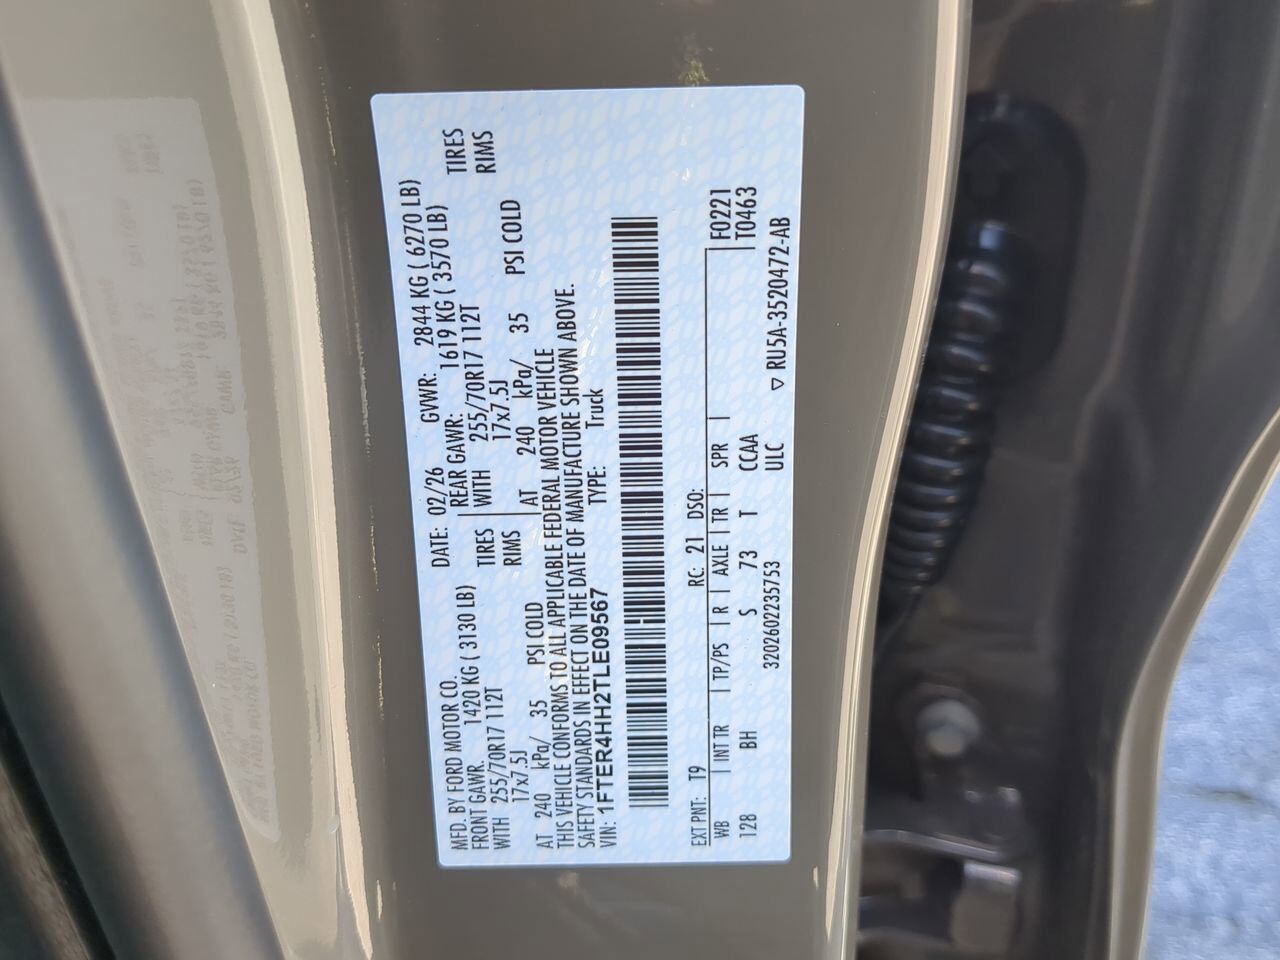 MFD. BY FORD MOTOR CO.
DATE: 02/26 GVWR: 2844 KG ( 6270 LB)
FRONT GAWR: 1420 KG ( 3130 LB) REAR GAWR: 1619 KG ( 3570 LB)
WITH 255/70R17 112T TIRES WITH 255/70R17 112T TIRES
17x7.5J RIMS 17x7.5J RIMS
AT 240 kPa/ 35 PSI COLD AT 240 kPa/ 35 PSI COLD
THIS VEHICLE CONFORMS TO ALL APPLICABLE FEDERAL MOTOR VEHICLE
SAFETY STANDARDS IN EFFECT ON THE DATE OF MANUFACTURE SHOWN ABOVE.
VIN: 1FTER4HH2TLE09567 TYPE: Truck
EXT PNT: T9 RC: 21 DSO: F0221
WB INT TR TP/PS R AXLE TR SPR T0463
128 BH S 73 T CCAA
3202602235753 ULC ▽ RU5A-3520472-AB